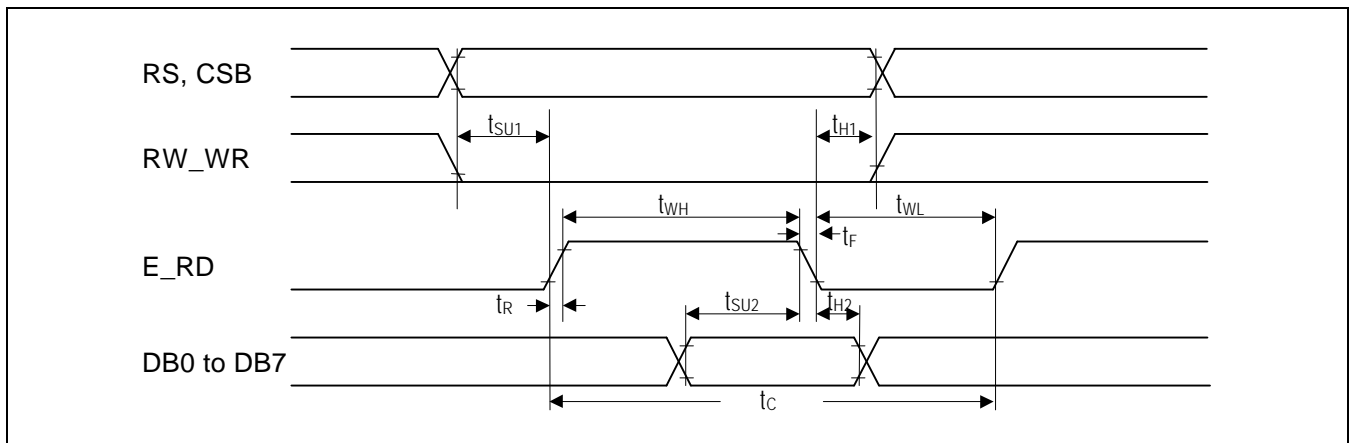 RS, CSB
tSU1
tH1
RW_WR
tWH
tWL
tF
E_RD
tR
tSU2
tH2
DB0 to DB7
tC